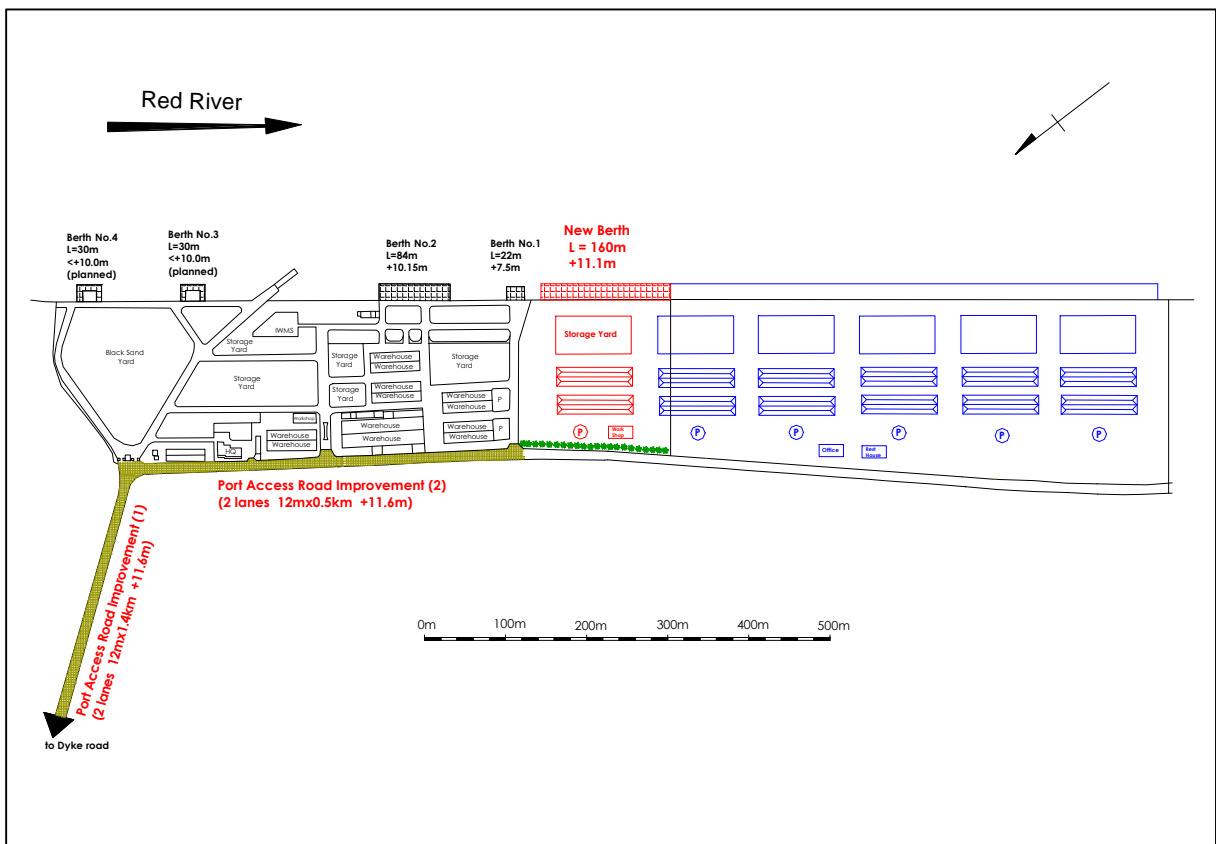 Red River
Berth No.4
L=30m
<+10.0m
(planned)
Berth No.3
L=30m
<+10.0m
(planned)
Berth No.2
L=84m
+10.15m
Berth No.1
L=22m
+7.5m
New Berth
L = 160m
+11.1m
Black Sand
Yard
Storage
Yard
IWMS
Storage
Yard
Storage
Yard
Storage
Yard
Warehouse
Warehouse
Warehouse
Warehouse
Storage
Yard
Warehouse
Warehouse
P
Warehouse
Warehouse
P
Workshop
Warehouse
Warehouse
Warehouse
Warehouse
HQ
Storage Yard
P
Work
Shop
P
P
P
P
P
Office
Rest
House
Port Access Road Improvement (2)
(2 lanes 12mx0.5km +11.6m)
Port Access Road Improvement (1)
(2 lanes 12mx1.4km +11.6m)
to Dyke road
0m
100m
200m
300m
400m
500m